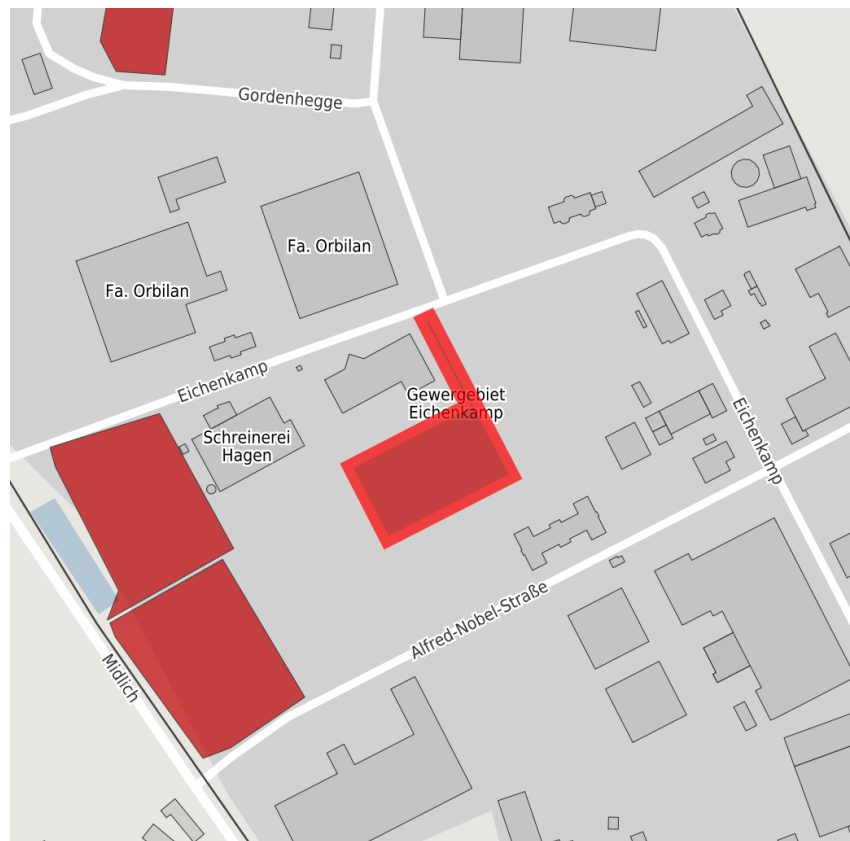 Gordenhegge
Fa. Orbilan
Fa. Orbilan
Eichenkamp
Gewergebiet
Eichenkamp
Schreinerei
Hagen
Eichenkamp
Alfred-Nobel-Straße
Midlich